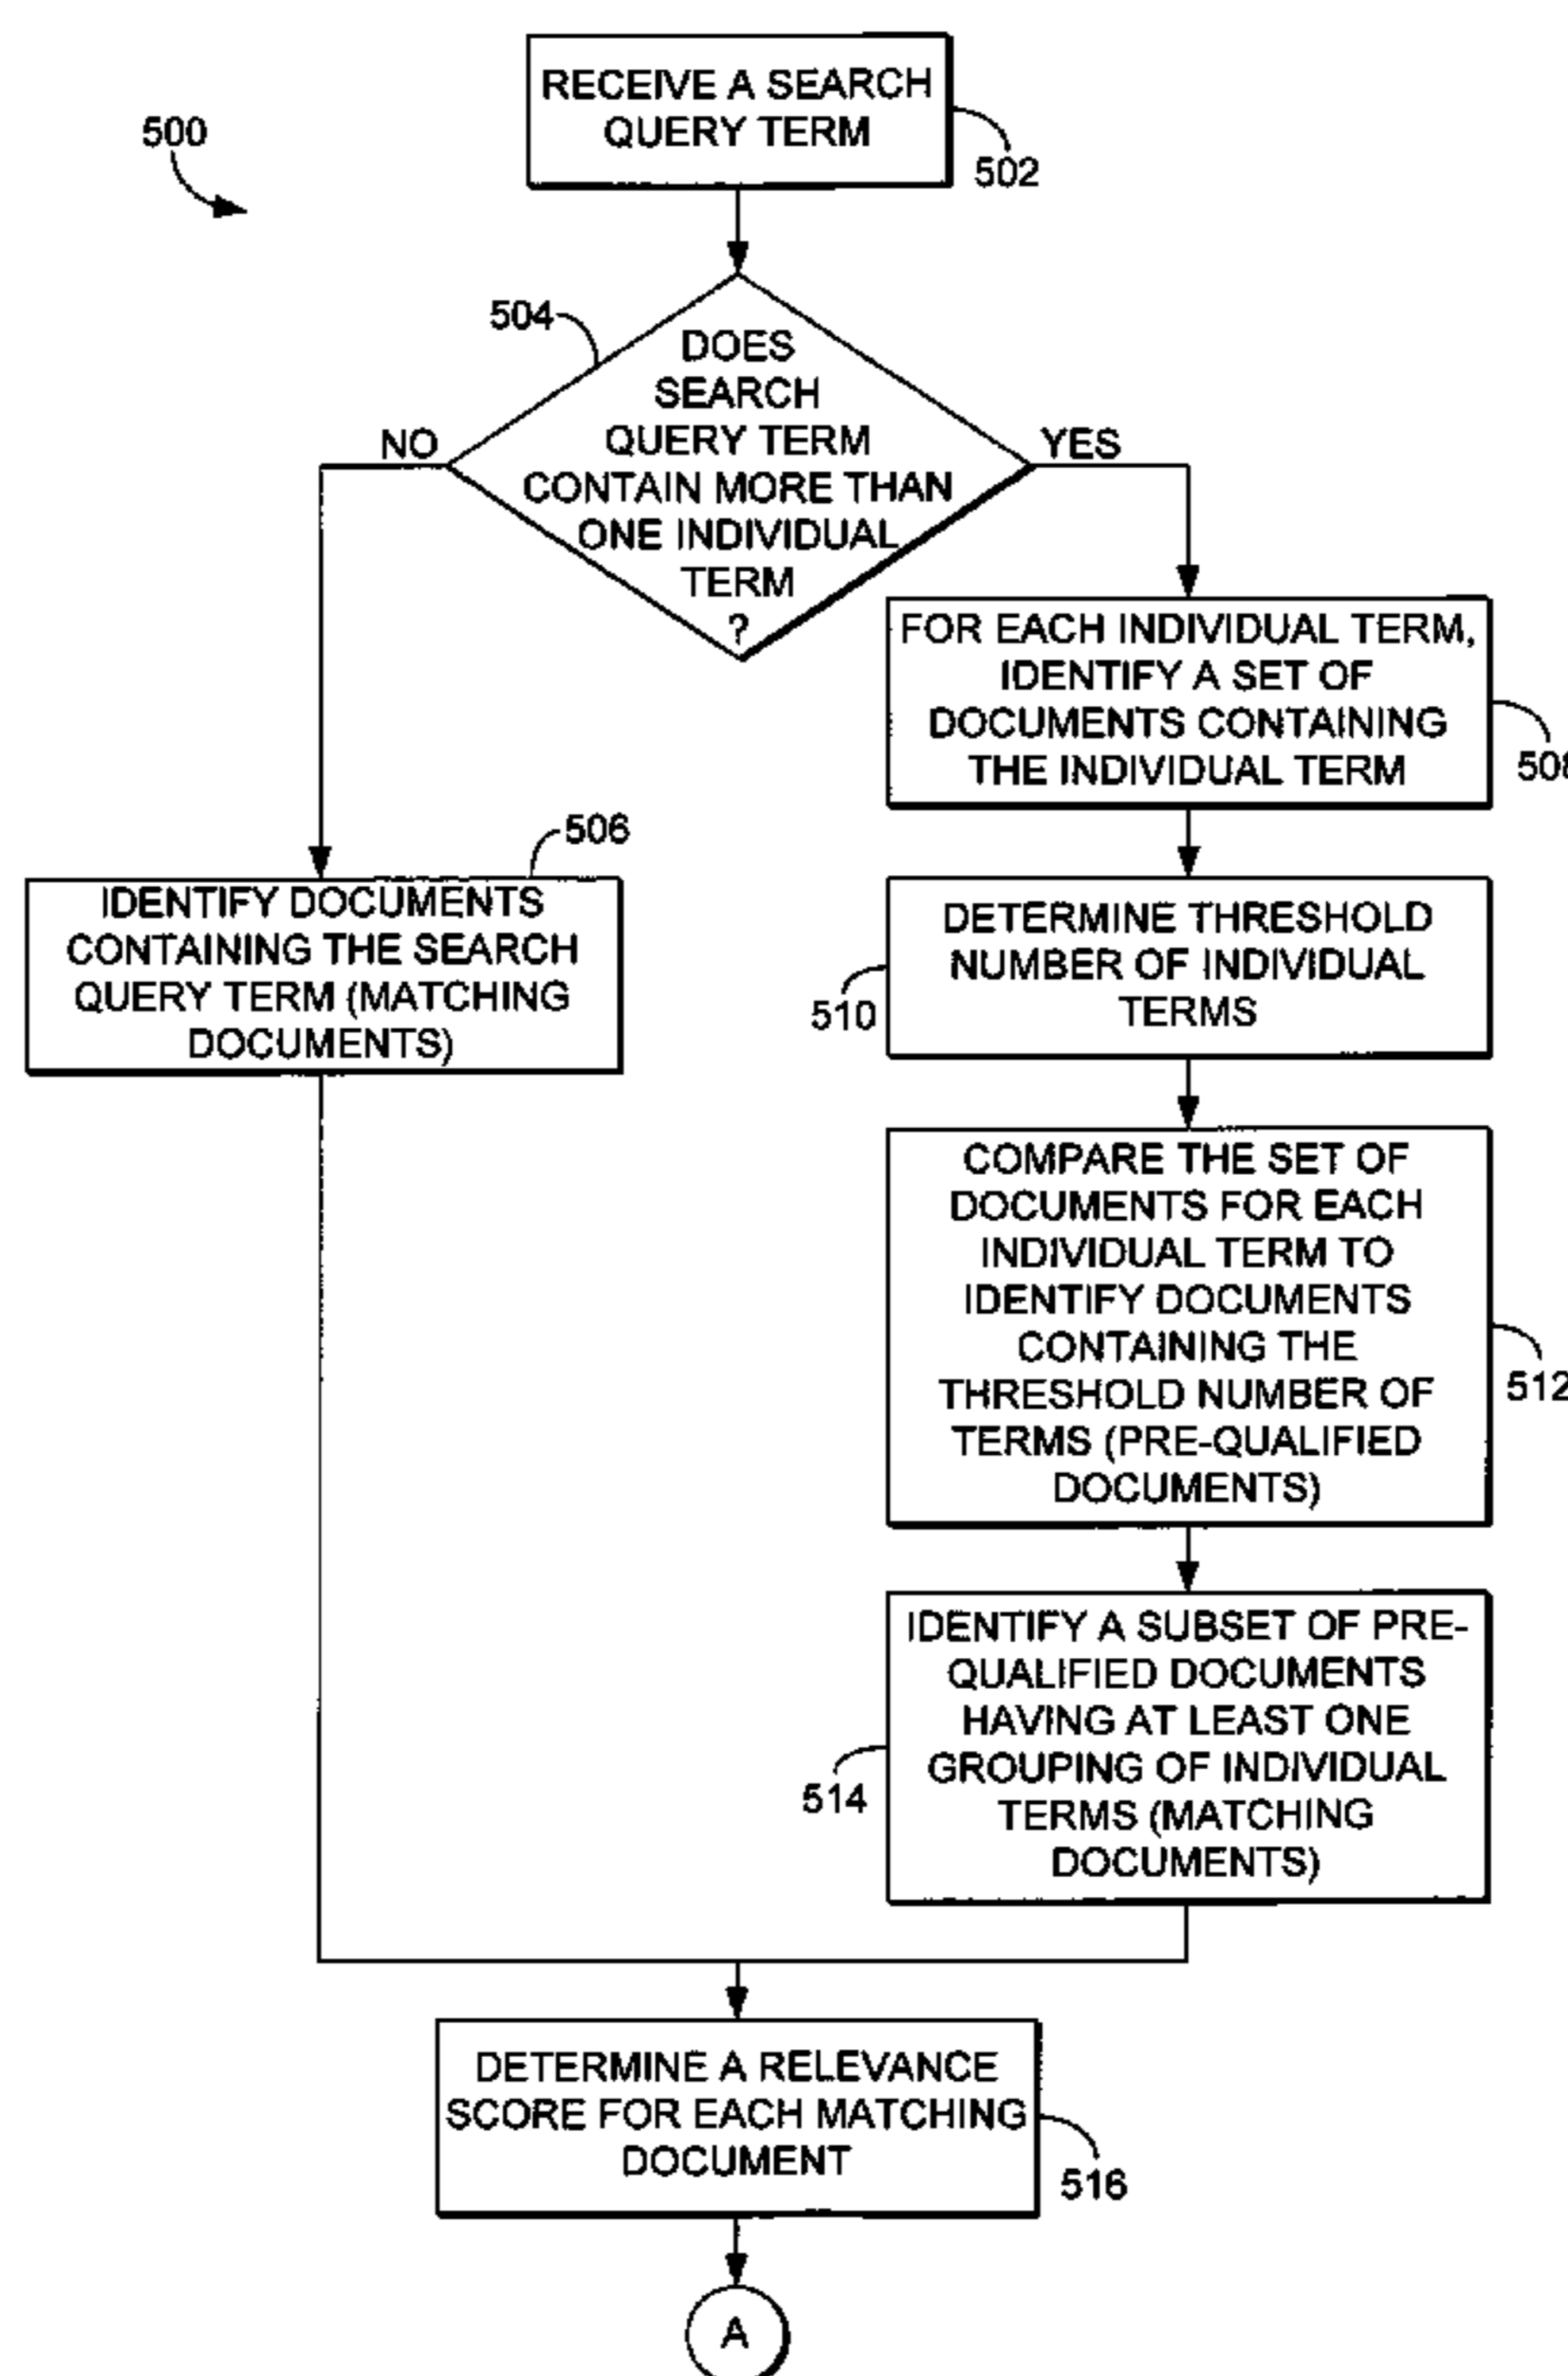 RECEIVE A SEARCH
QUERY TERM
500
502
504
DOES
SEARCH
QUERY TERM
CONTAIN MORE THAN
ONE INDIVIDUAL
TERM
?
NO
YES
FOR EACH INDIVIDUAL TERM,
IDENTIFY A SET OF
DOCUMENTS CONTAINING
THE INDIVIDUAL TERM
508
506
IDENTIFY DOCUMENTS
CONTAINING THE SEARCH
QUERY TERM (MATCHING
DOCUMENTS)
DETERMINE THRESHOLD
NUMBER OF INDIVIDUAL
TERMS
510
COMPARE THE SET OF
DOCUMENTS FOR EACH
INDIVIDUAL TERM TO
IDENTIFY DOCUMENTS
CONTAINING THE
THRESHOLD NUMBER OF
TERMS (PRE-QUALIFIED
DOCUMENTS)
512
IDENTIFY A SUBSET OF PRE-
QUALIFIED DOCUMENTS
HAVING AT LEAST ONE
GROUPING OF INDIVIDUAL
TERMS (MATCHING
DOCUMENTS)
514
DETERMINE A RELEVANCE
SCORE FOR EACH MATCHING
DOCUMENT
516
A